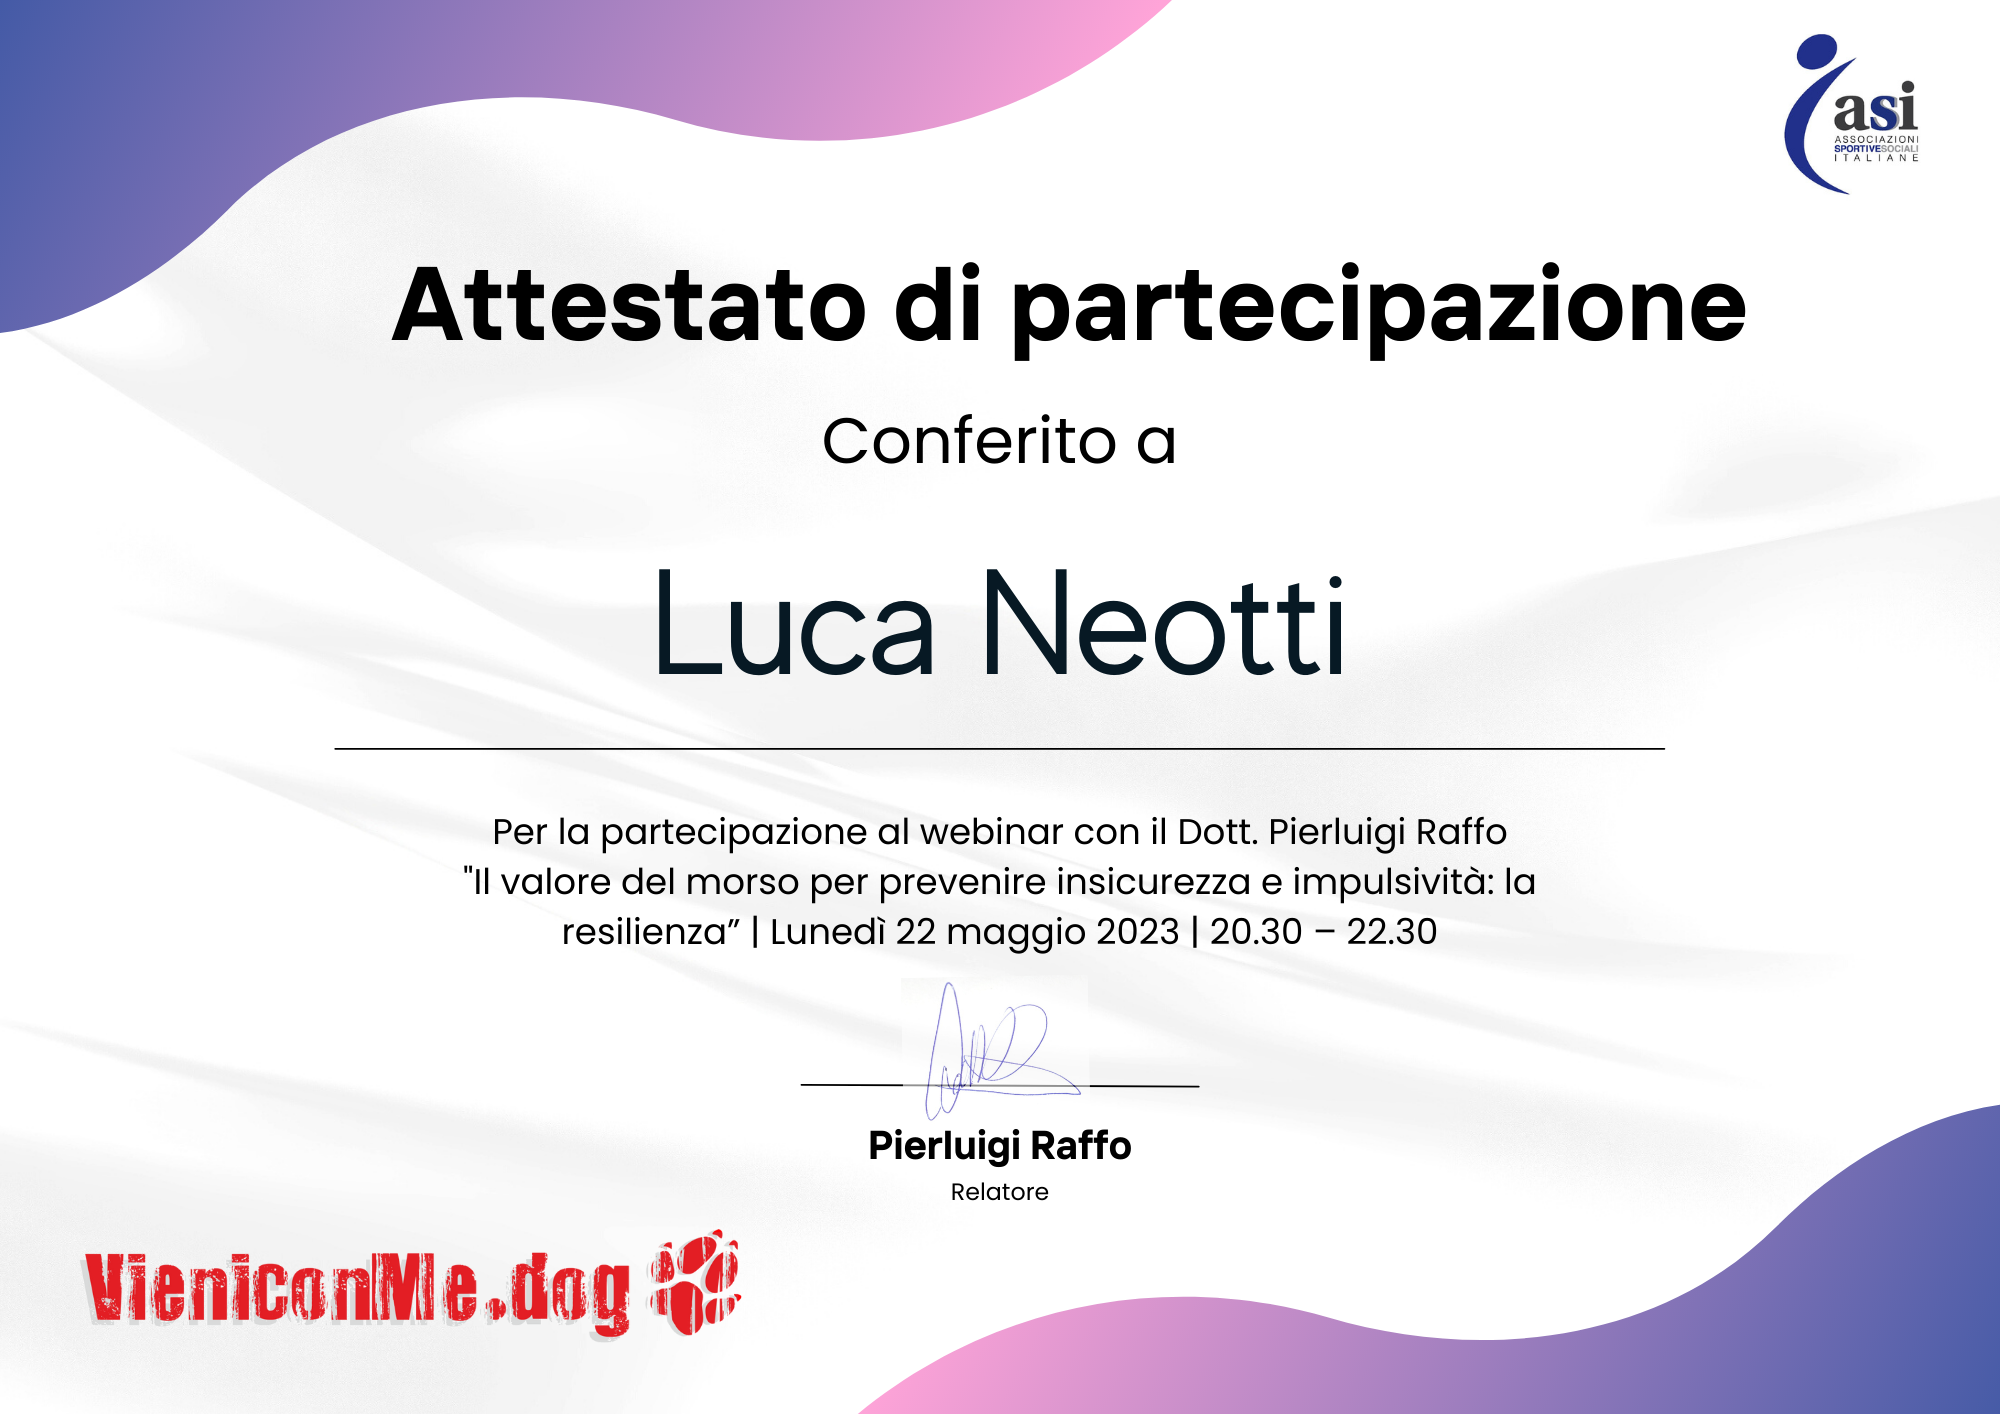 asi
ASSOCIAZIONI
SPORTIVESOCIALI
ITALIANE
Attestato di partecipazione
Conferito a
Luca Neotti
Per la partecipazione al webinar con il Dott. Pierluigi Raffo
"Il valore del morso per prevenire insicurezza e impulsività: la
resilienza” | Lunedì 22 maggio 2023 | 20.30 – 22.30
Pierluigi Raffo
Relatore
VieniconMe.dog